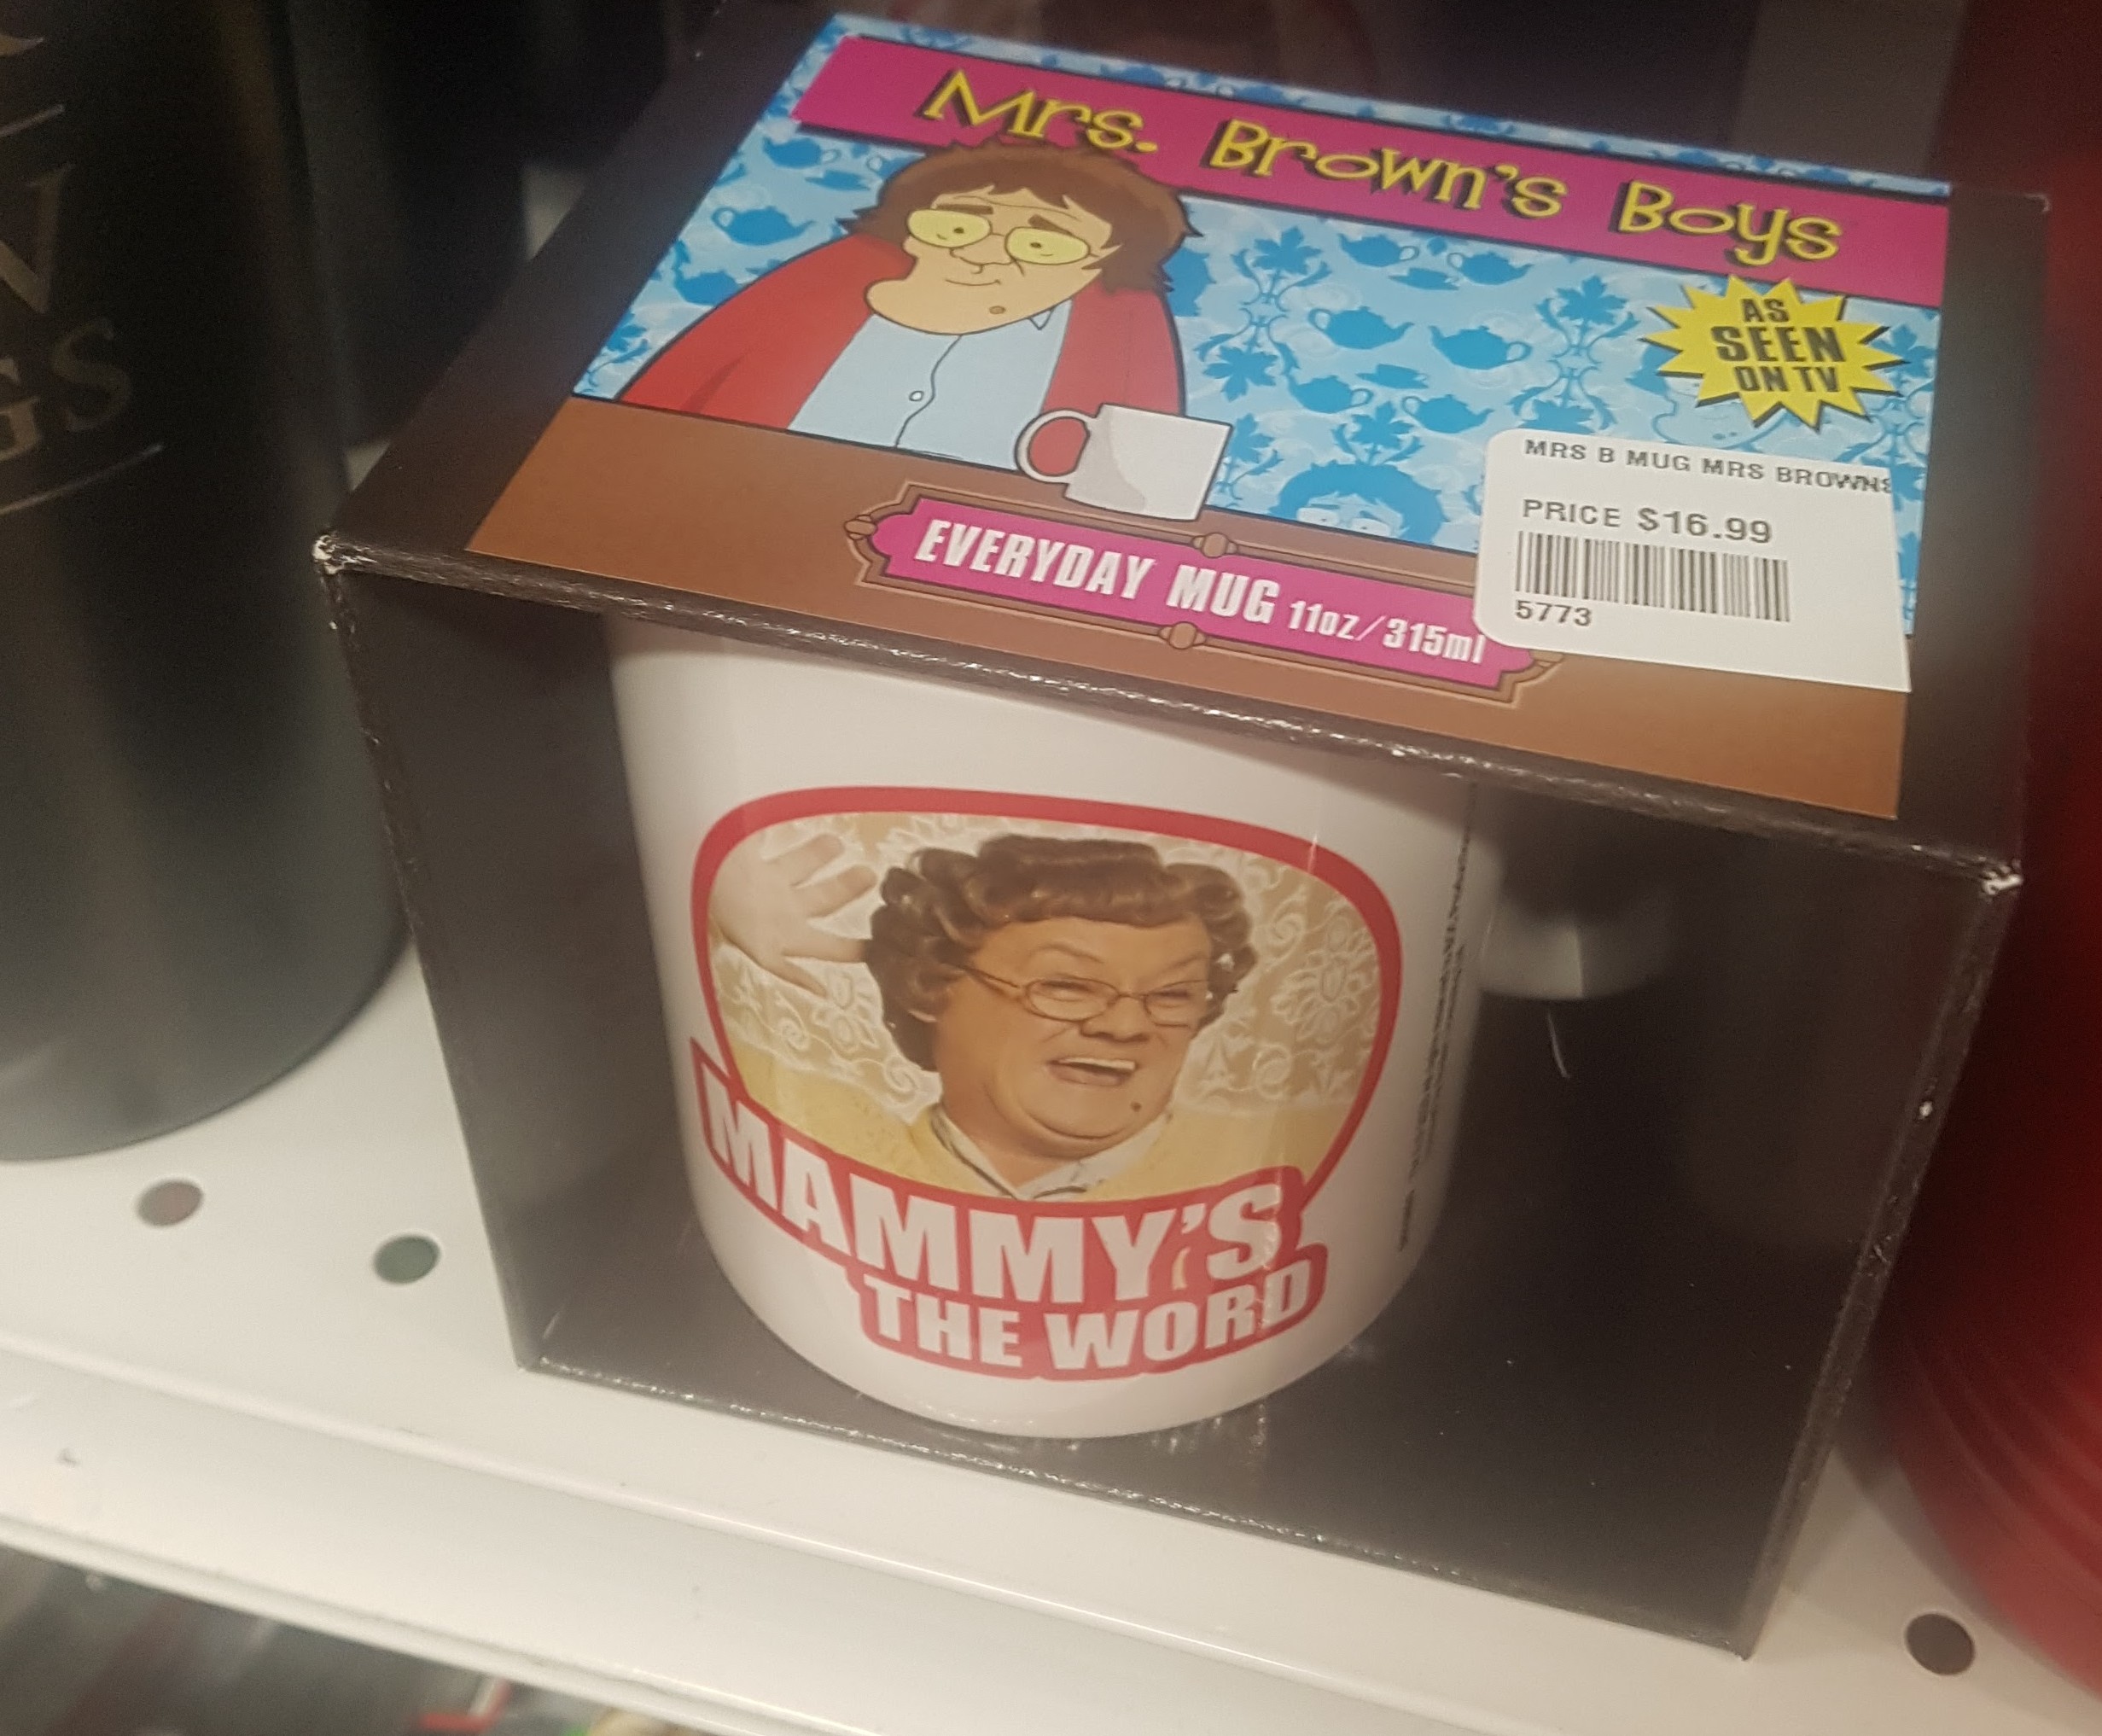 Mrs. Brown's Boys
AS
SEEN
ON TV
MRS B MUG MRS BROWNS
PRICE $16.99
5773
EVERYDAY MUG 11oz/315ml
MAMMY'S
THE WORD